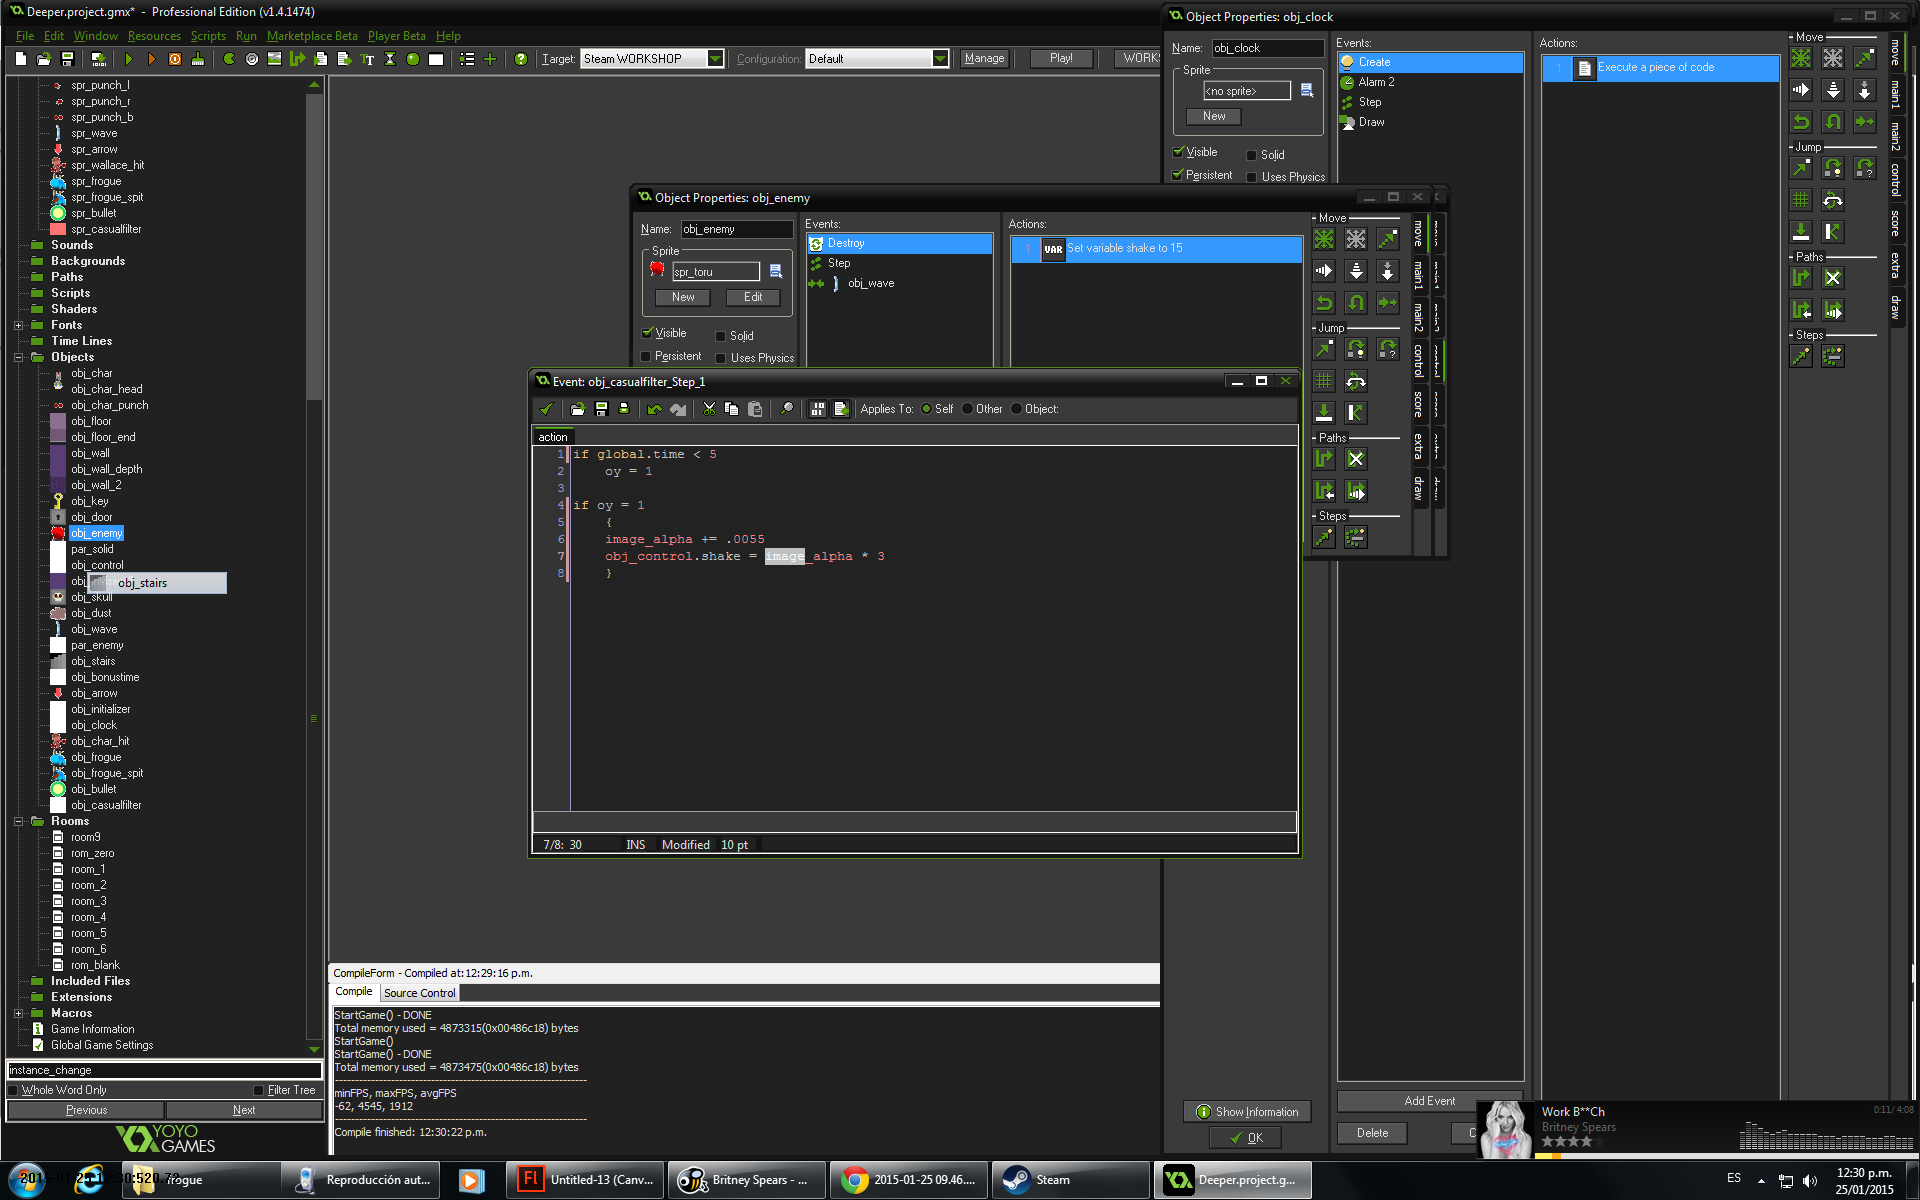 Deeper.project.gmx* - Professional Edition (v1.4.1474)
File Edit Window Resources Scripts Run Marketplace Beta Player Beta Help
Target: Steam WORKSHOP Configuration: Default Manage Play! WORK
spr_punch_l
spr_punch_r
spr_punch_b
spr_wave
spr_arrow
spr_wallace_hit
spr_frogue
spr_frogue_spit
spr_bullet
spr_casualfilter
Sounds
Backgrounds
Paths
Scripts
Shaders
Fonts
Time Lines
Objects
obj_char
obj_char_head
obj_char_punch
obj_floor
obj_floor_end
obj_wall
obj_wall_depth
obj_wall_2
obj_key
obj_door
obj_enemy
par_solid
obj_control
obj_stairs
obj_skull
obj_dust
obj_wave
par_enemy
obj_stairs
obj_bonustime
obj_arrow
obj_initializer
obj_clock
obj_char_hit
obj_frogue
obj_frogue_spit
obj_bullet
obj_casualfilter
Rooms
room9
rom_zero
room_1
room_2
room_3
room_4
room_5
room_6
rom_blank
Included Files
Extensions
Macros
Game Information
Global Game Settings
instance_change
Whole Word Only Filter Tree
Previous Next
YOYO
GAMES
Object Properties: obj_clock
Name: obj_clock
Sprite
<no sprite>
New
Visible Solid
Persistent Uses Physics
Events:
Create
Alarm 2
Step
Draw
Actions:
1 Execute a piece of code
Move
Jump
Paths
Steps
move
main1
main2
control
score
extra
draw
Object Properties: obj_enemy
Name: obj_enemy
Sprite
spr_toru
New Edit
Visible Solid
Persistent Uses Physics
Events:
Destroy
Step
obj_wave
Actions:
1 VAR Set variable shake to 15
Move
Jump
Paths
Steps
move
main1
main2
control
score
extra
draw
Event: obj_casualfilter_Step_1
Applies To: Self Other Object:
action
1 if global.time < 5
2 oy = 1
3
4 if oy = 1
5 {
6 image_alpha += .0055
7 obj_control.shake = image_alpha * 3
8 }
7/8: 30 INS Modified 10 pt
CompileForm - Compiled at:12:29:16 p.m.
Compile Source Control
StartGame() - DONE
Total memory used = 4873315(0x00486c18) bytes
StartGame()
StartGame() - DONE
Total memory used = 4873475(0x00486c18) bytes
minFPS, maxFPS, avgFPS
-62, 4545, 1912
Compile finished: 12:30:22 p.m.
Show Information
OK
Add Event
Delete
Work B**Ch
Britney Spears
0:11/ 4:08
frogue
Reproducción aut...
Untitled-13 (Canv...
Britney Spears - ...
2015-01-25 09.46....
Steam
Deeper.project.g...
ES
12:30 p.m.
25/01/2015